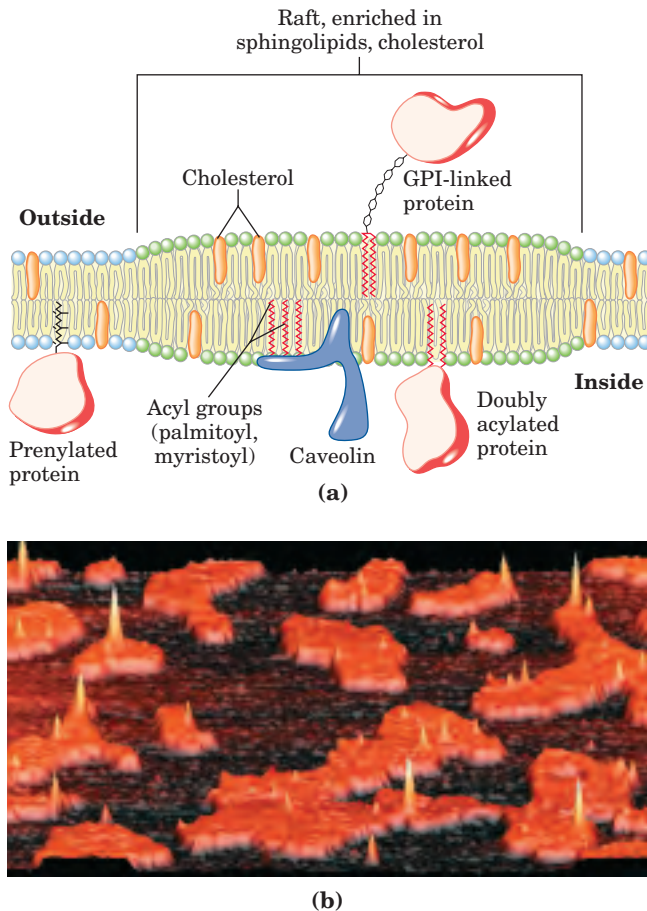 Raft, enriched in
sphingolipids, cholesterol
Cholesterol
GPI-linked
protein
Outside
Inside
Prenylated
protein
Acyl groups
(palmitoyl,
myristoyl)
Caveolin
Doubly
acylated
protein
(a)
(b)